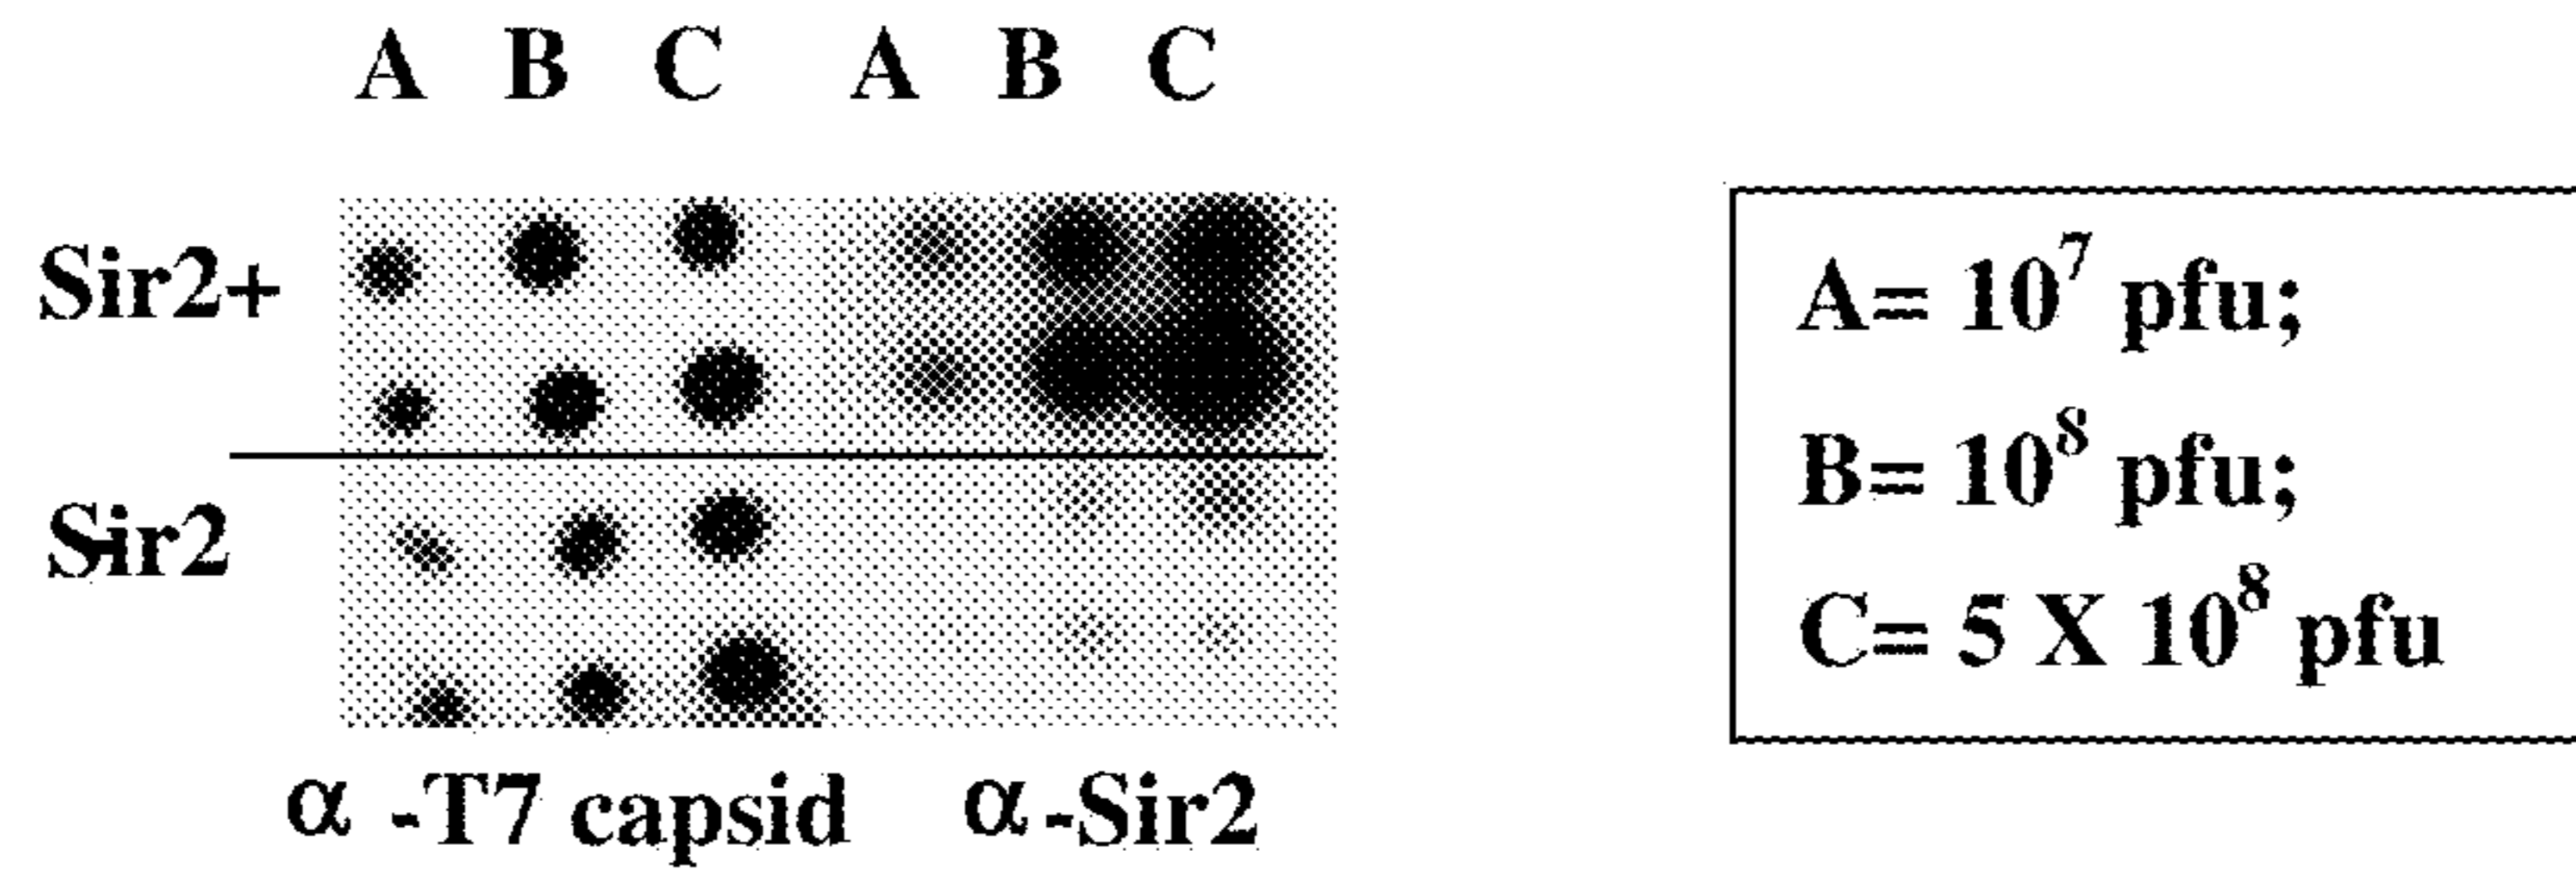 A B C A B C
Sir2+
Sir2
α -T7 capsid α-Sir2
A= 10⁷ pfu;
B= 10⁸ pfu;
C= 5 X 10⁸ pfu